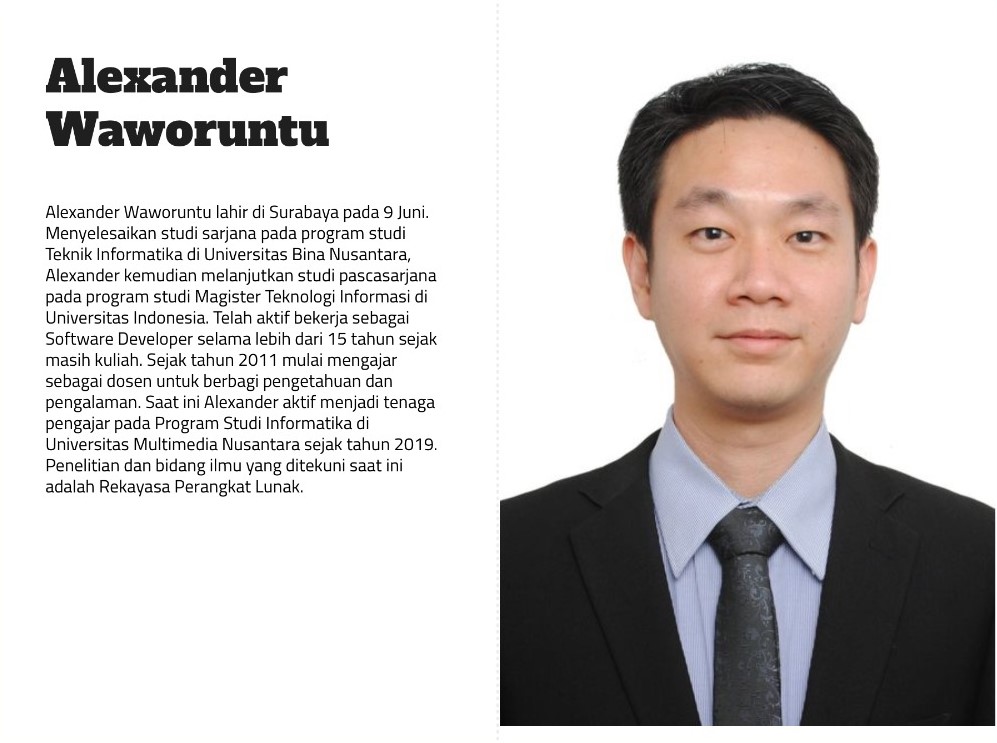 Alexander
Waworuntu
Alexander Waworuntu lahir di Surabaya pada 9 Juni.
Menyelesaikan studi sarjana pada program studi
Teknik Informatika di Universitas Bina Nusantara,
Alexander kemudian melanjutkan studi pascasarjana
pada program studi Magister Teknologi Informasi di
Universitas Indonesia. Telah aktif bekerja sebagai
Software Developer selama lebih dari 15 tahun sejak
masih kuliah. Sejak tahun 2011 mulai mengajar
sebagai dosen untuk berbagi pengetahuan dan
pengalaman. Saat ini Alexander aktif menjadi tenaga
pengajar pada Program Studi Informatika di
Universitas Multimedia Nusantara sejak tahun 2019.
Penelitian dan bidang ilmu yang ditekuni saat ini
adalah Rekayasa Perangkat Lunak.